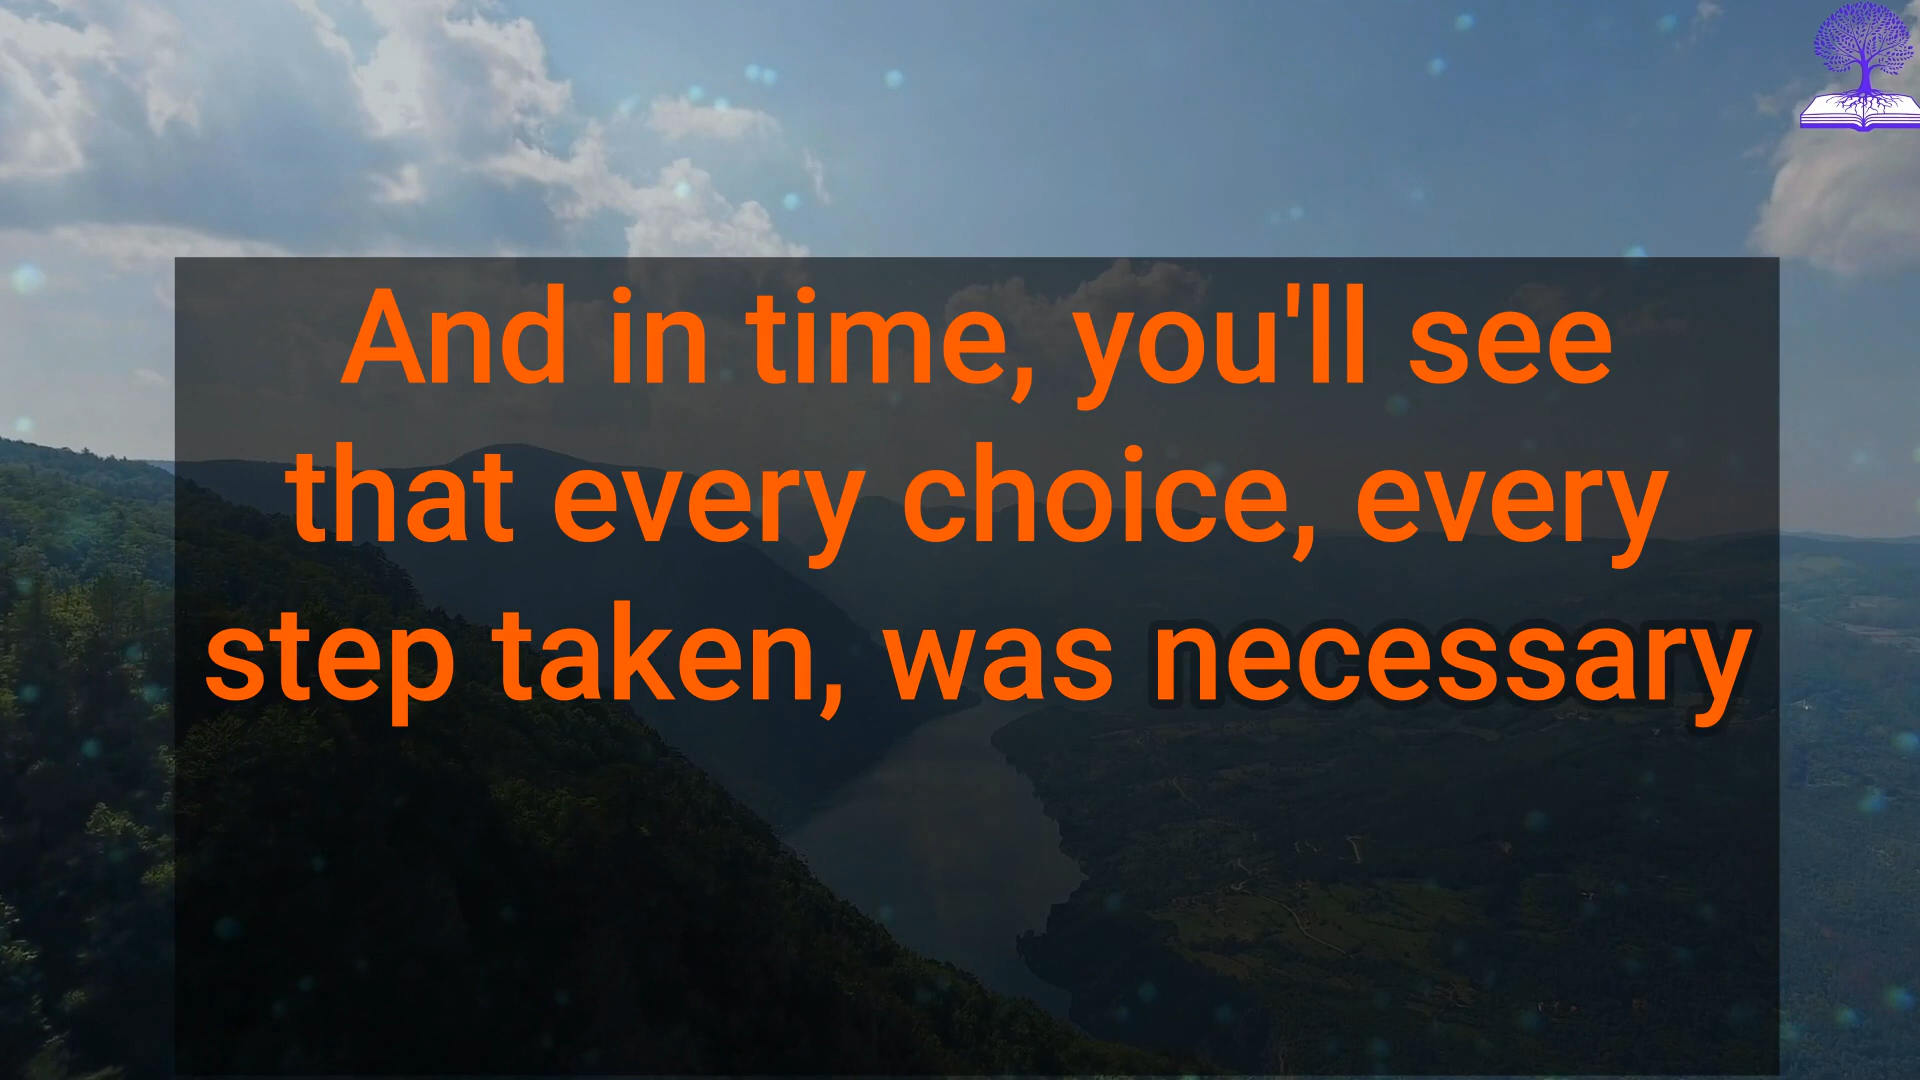 And in time, you'll see
that every choice, every
step taken, was necessary